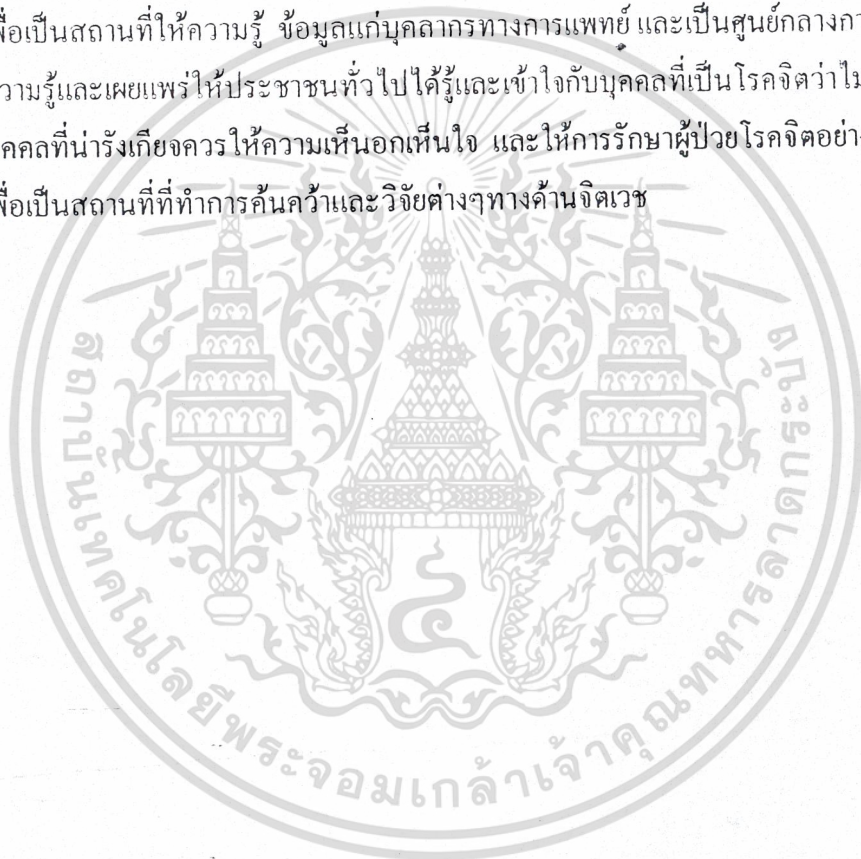 พื่อเป็นสถานที่ให้ความรู้ ข้อมูลแก่บุคลากรทางการแพทย์ และเป็นศูนย์กลางกา
วามรู้และเผยแพร่ให้ประชาชนทั่วไปได้รู้และเข้าใจกับบุคคลที่เป็นโรคจิตว่าไม
คคลที่น่ารังเกียจควรให้ความเห็นอกเห็นใจ และให้การรักษาผู้ป่วยโรคจิตอย่า
พื่อเป็นสถานที่ที่ทำการค้นคว้าและวิจัยต่างๆทางด้านจิตเวช
สถาบันเทคโนโลยีพระจอมเกล้าเจ้าคุณทหารลาดกระบัง